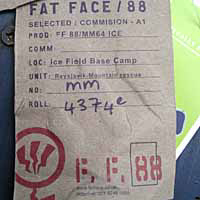 FAT FACE / 88
SELECTED / COMMISION - A1
PROD: FF 88/MM64 ICE
COMM:
LOC: Ice Field Base Camp
UNIT: Reyskavik Mountain rescue
NO: mm
ROLL: 4374e
F. F. 88